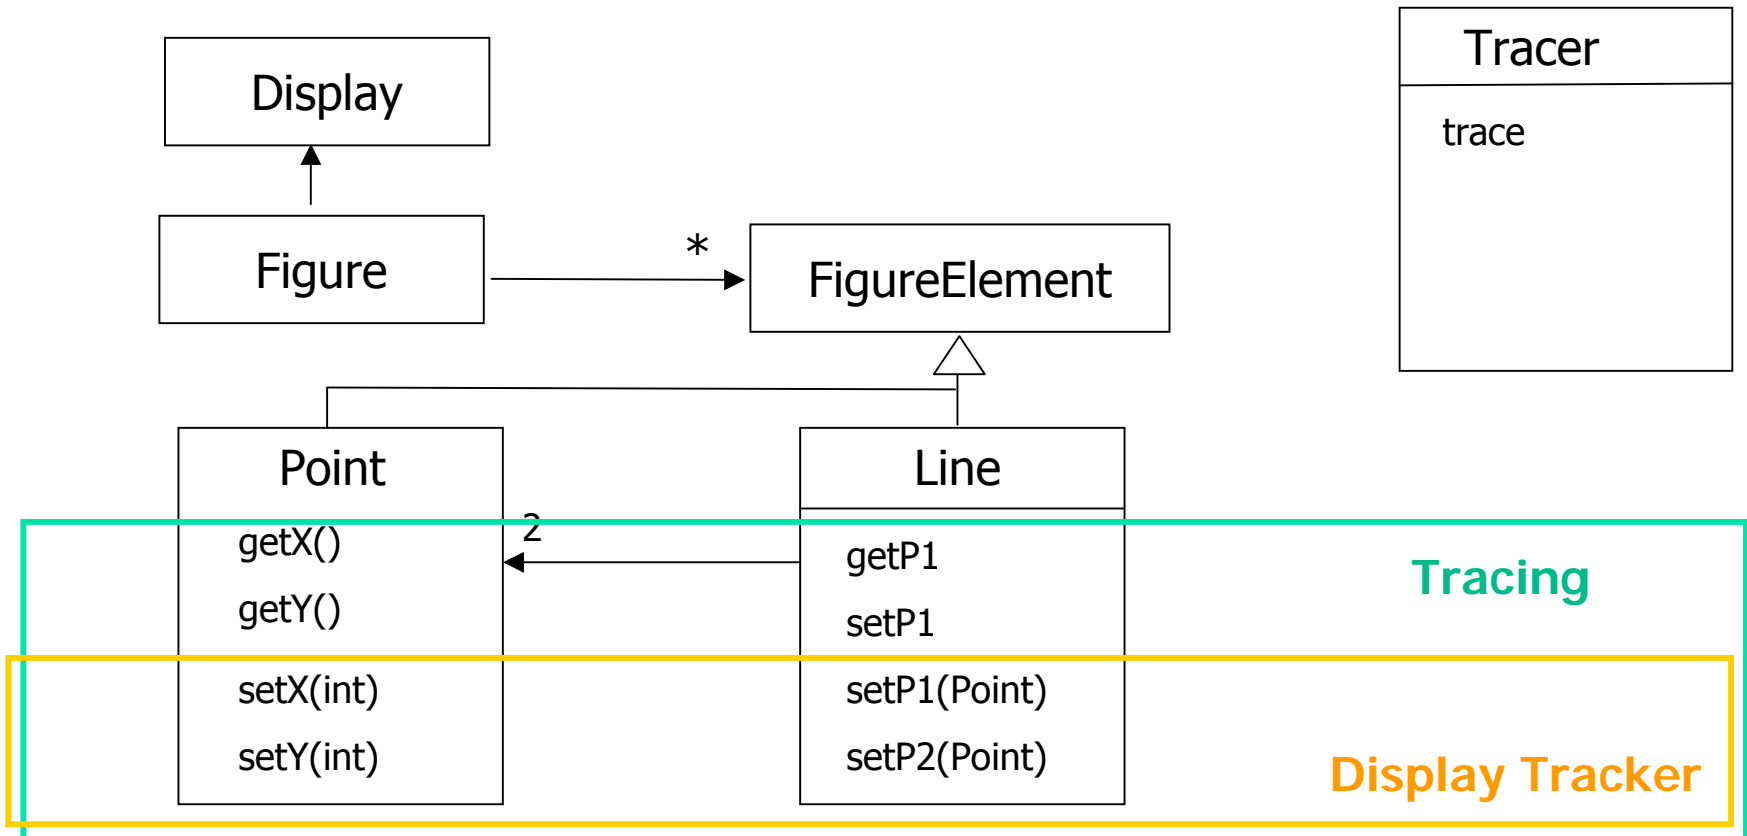 Display
Tracer
trace
Figure
*
FigureElement
Point
Line
getX()
2
getP1
Tracing
getY()
setP1
setX(int)
setP1(Point)
setY(int)
setP2(Point)
Display Tracker